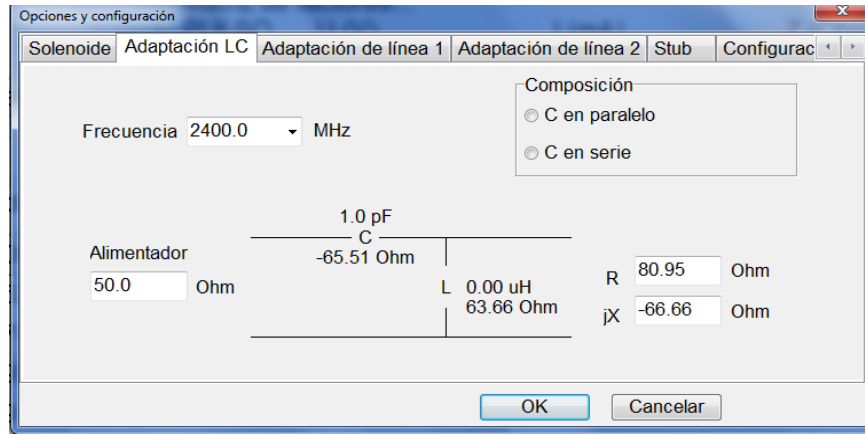 Opciones y configuración
Solenoide Adaptación LC Adaptación de línea 1 Adaptación de línea 2 Stub Configurac
Composición
C en paralelo
C en serie
Frecuencia 2400.0 MHz
1.0 pF
C
-65.51 Ohm
Alimentador
50.0 Ohm
L 0.00 uH
63.66 Ohm
R 80.95 Ohm
jX -66.66 Ohm
OK Cancelar